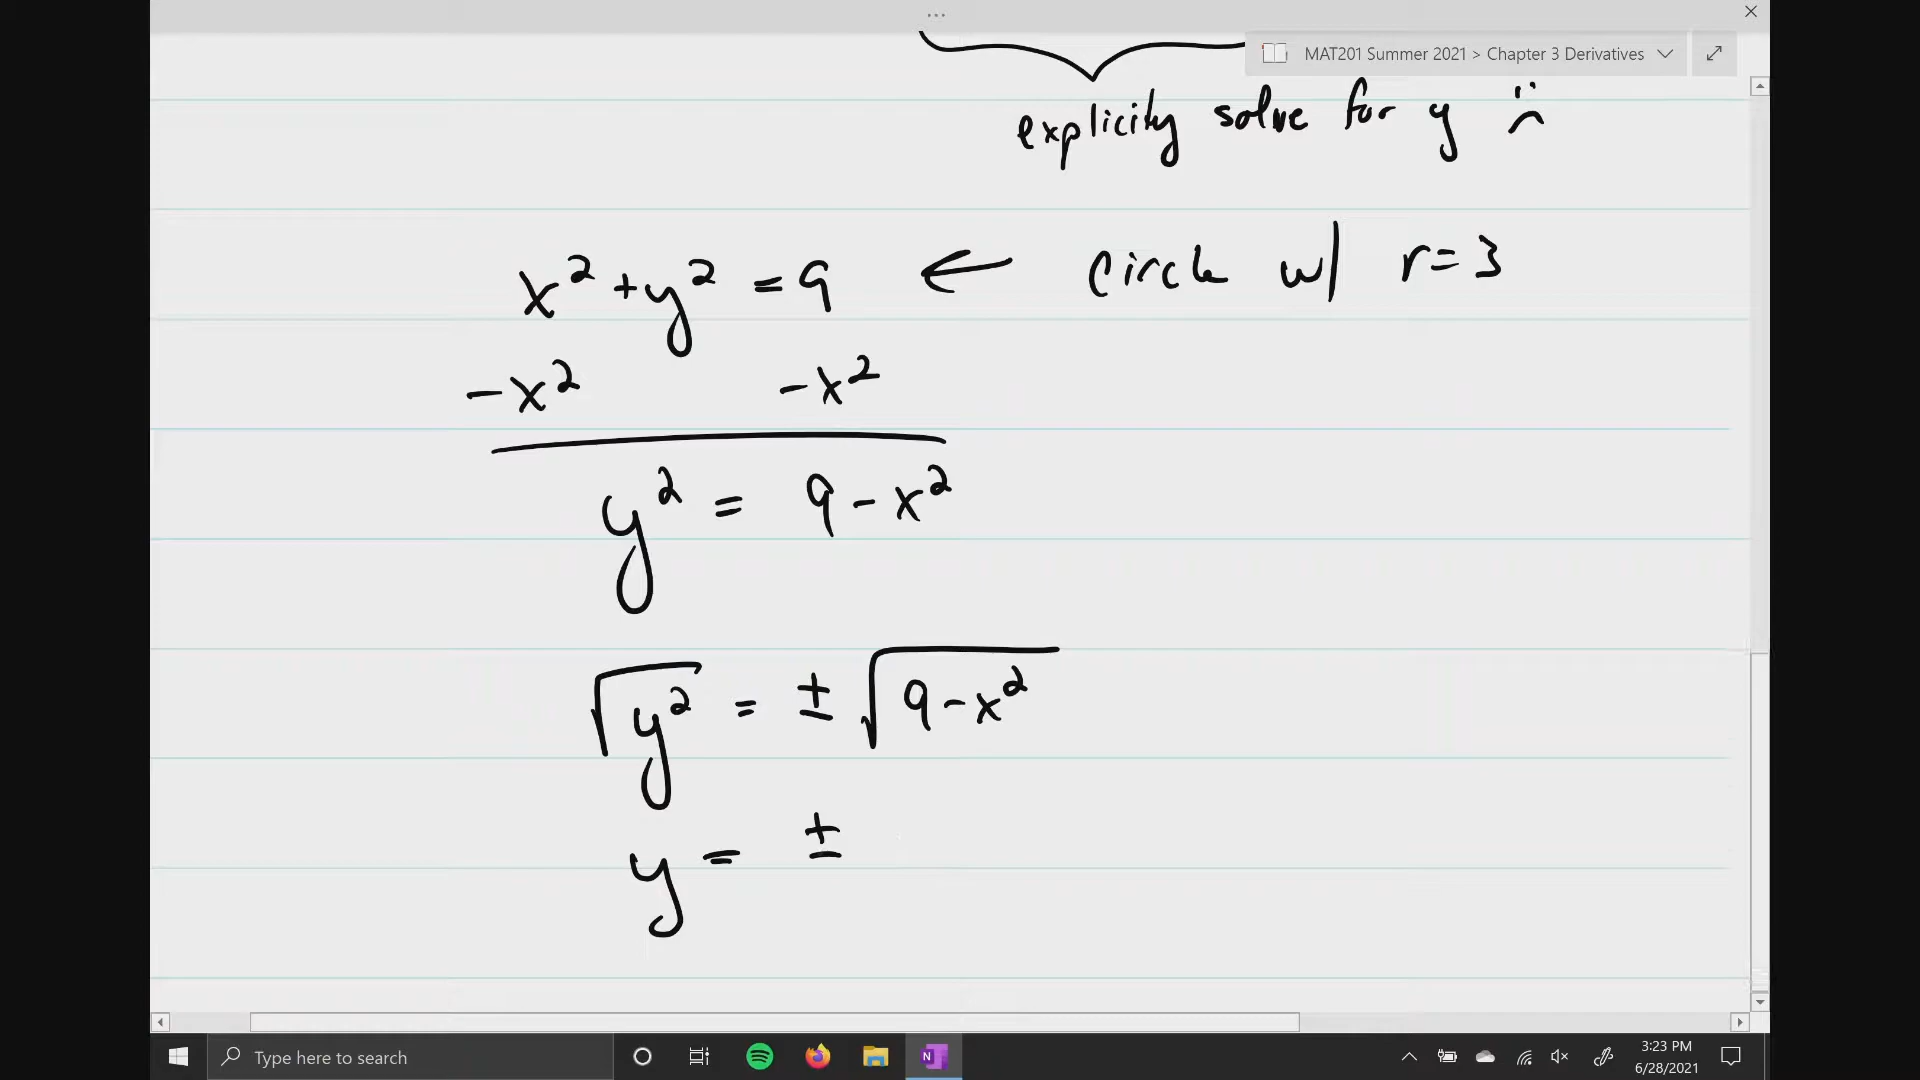 ...
MAT201 Summer 2021 > Chapter 3 Derivatives
explicity solve for y
x² + y² = 9 ← circle w/ r=3
-x² -x²
y² = 9 - x²
√y² = ± √9-x²
y = ±
Type here to search
3:23 PM
6/28/2021